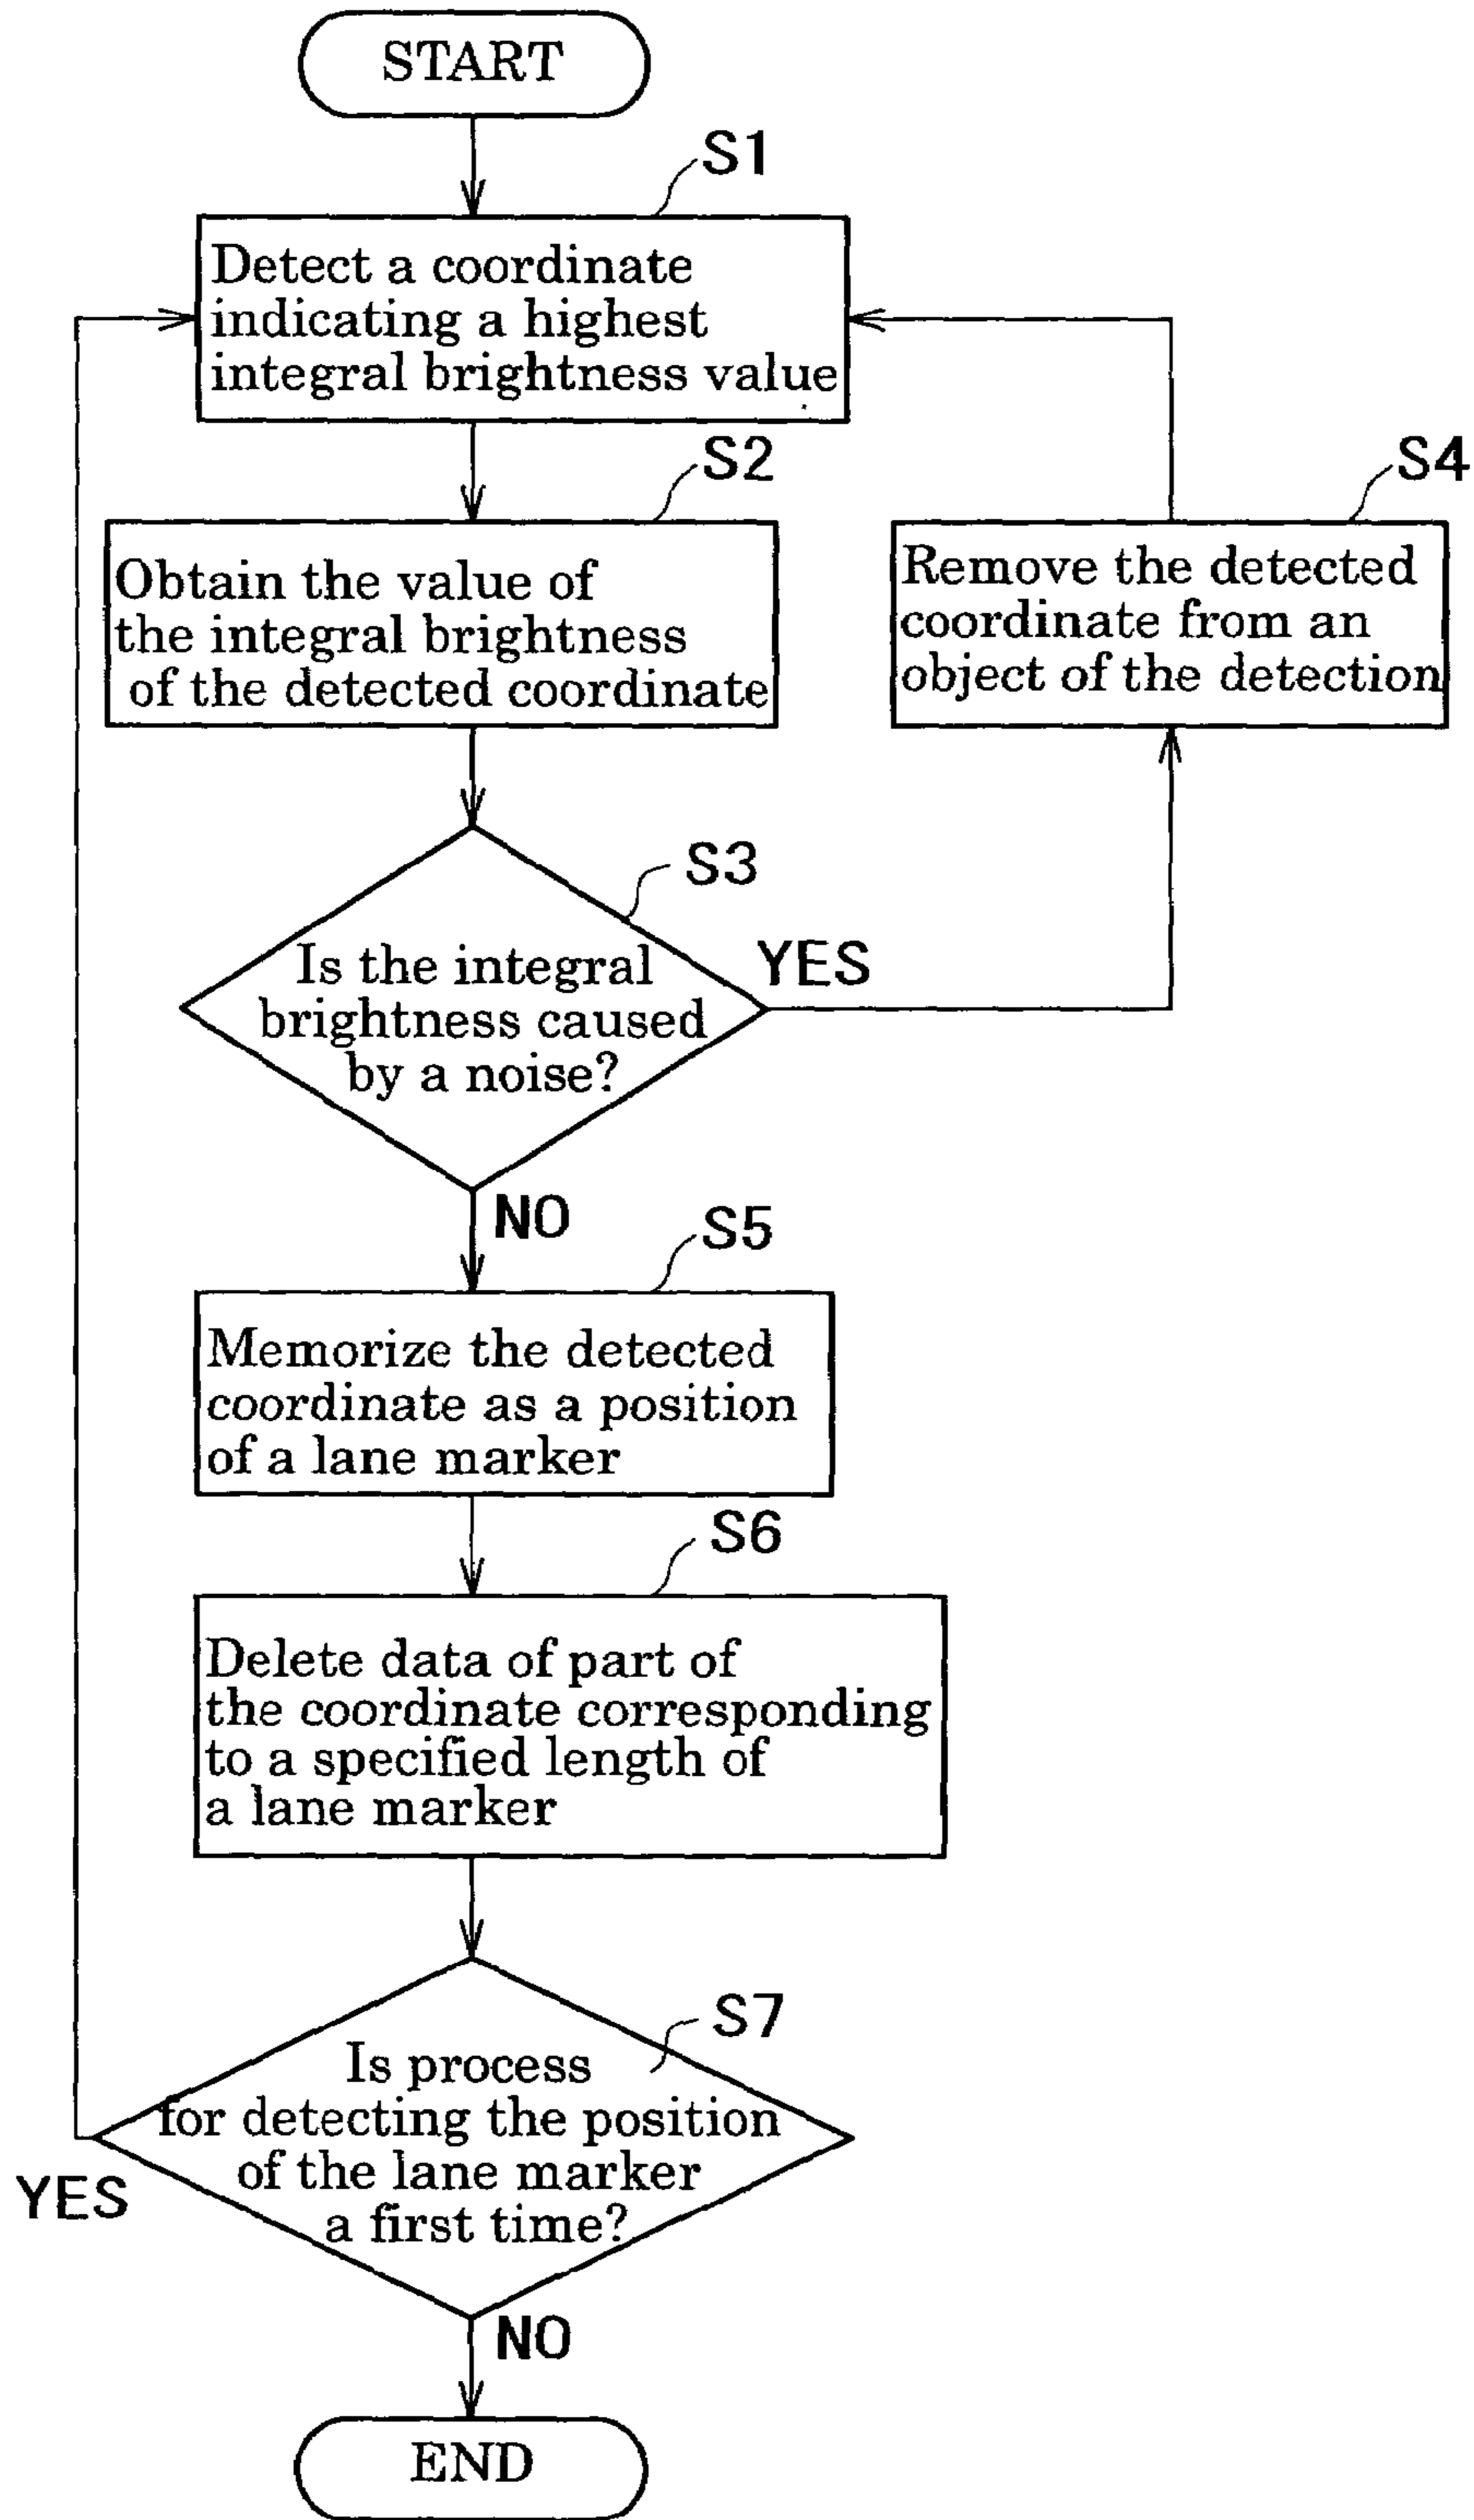 START
S1
Detect a coordinate
indicating a highest
integral brightness value
S2
Obtain the value of
the integral brightness
of the detected coordinate
S4
Remove the detected
coordinate from an
object of the detection
S3
Is the integral
brightness caused
by a noise?
YES
NO
S5
Memorize the detected
coordinate as a position
of a lane marker
S6
Delete data of part of
the coordinate corresponding
to a specified length of
a lane marker
S7
Is process
for detecting the position
of the lane marker
a first time?
YES
NO
END